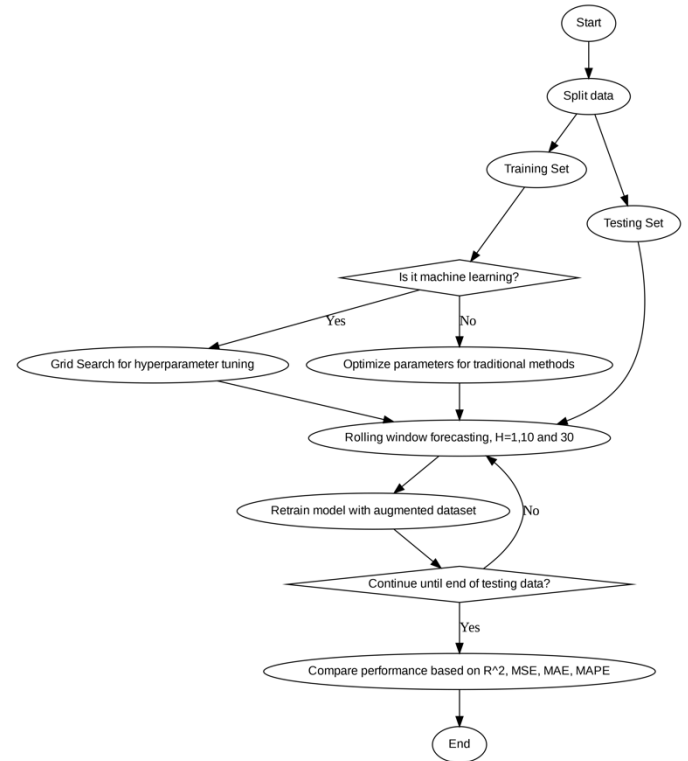 Start
Split data
Training Set
Testing Set
Is it machine learning?
Yes
No
Grid Search for hyperparameter tuning
Optimize parameters for traditional methods
Rolling window forecasting, H=1,10 and 30
Retrain model with augmented dataset
No
Continue until end of testing data?
Yes
Compare performance based on R^2, MSE, MAE, MAPE
End